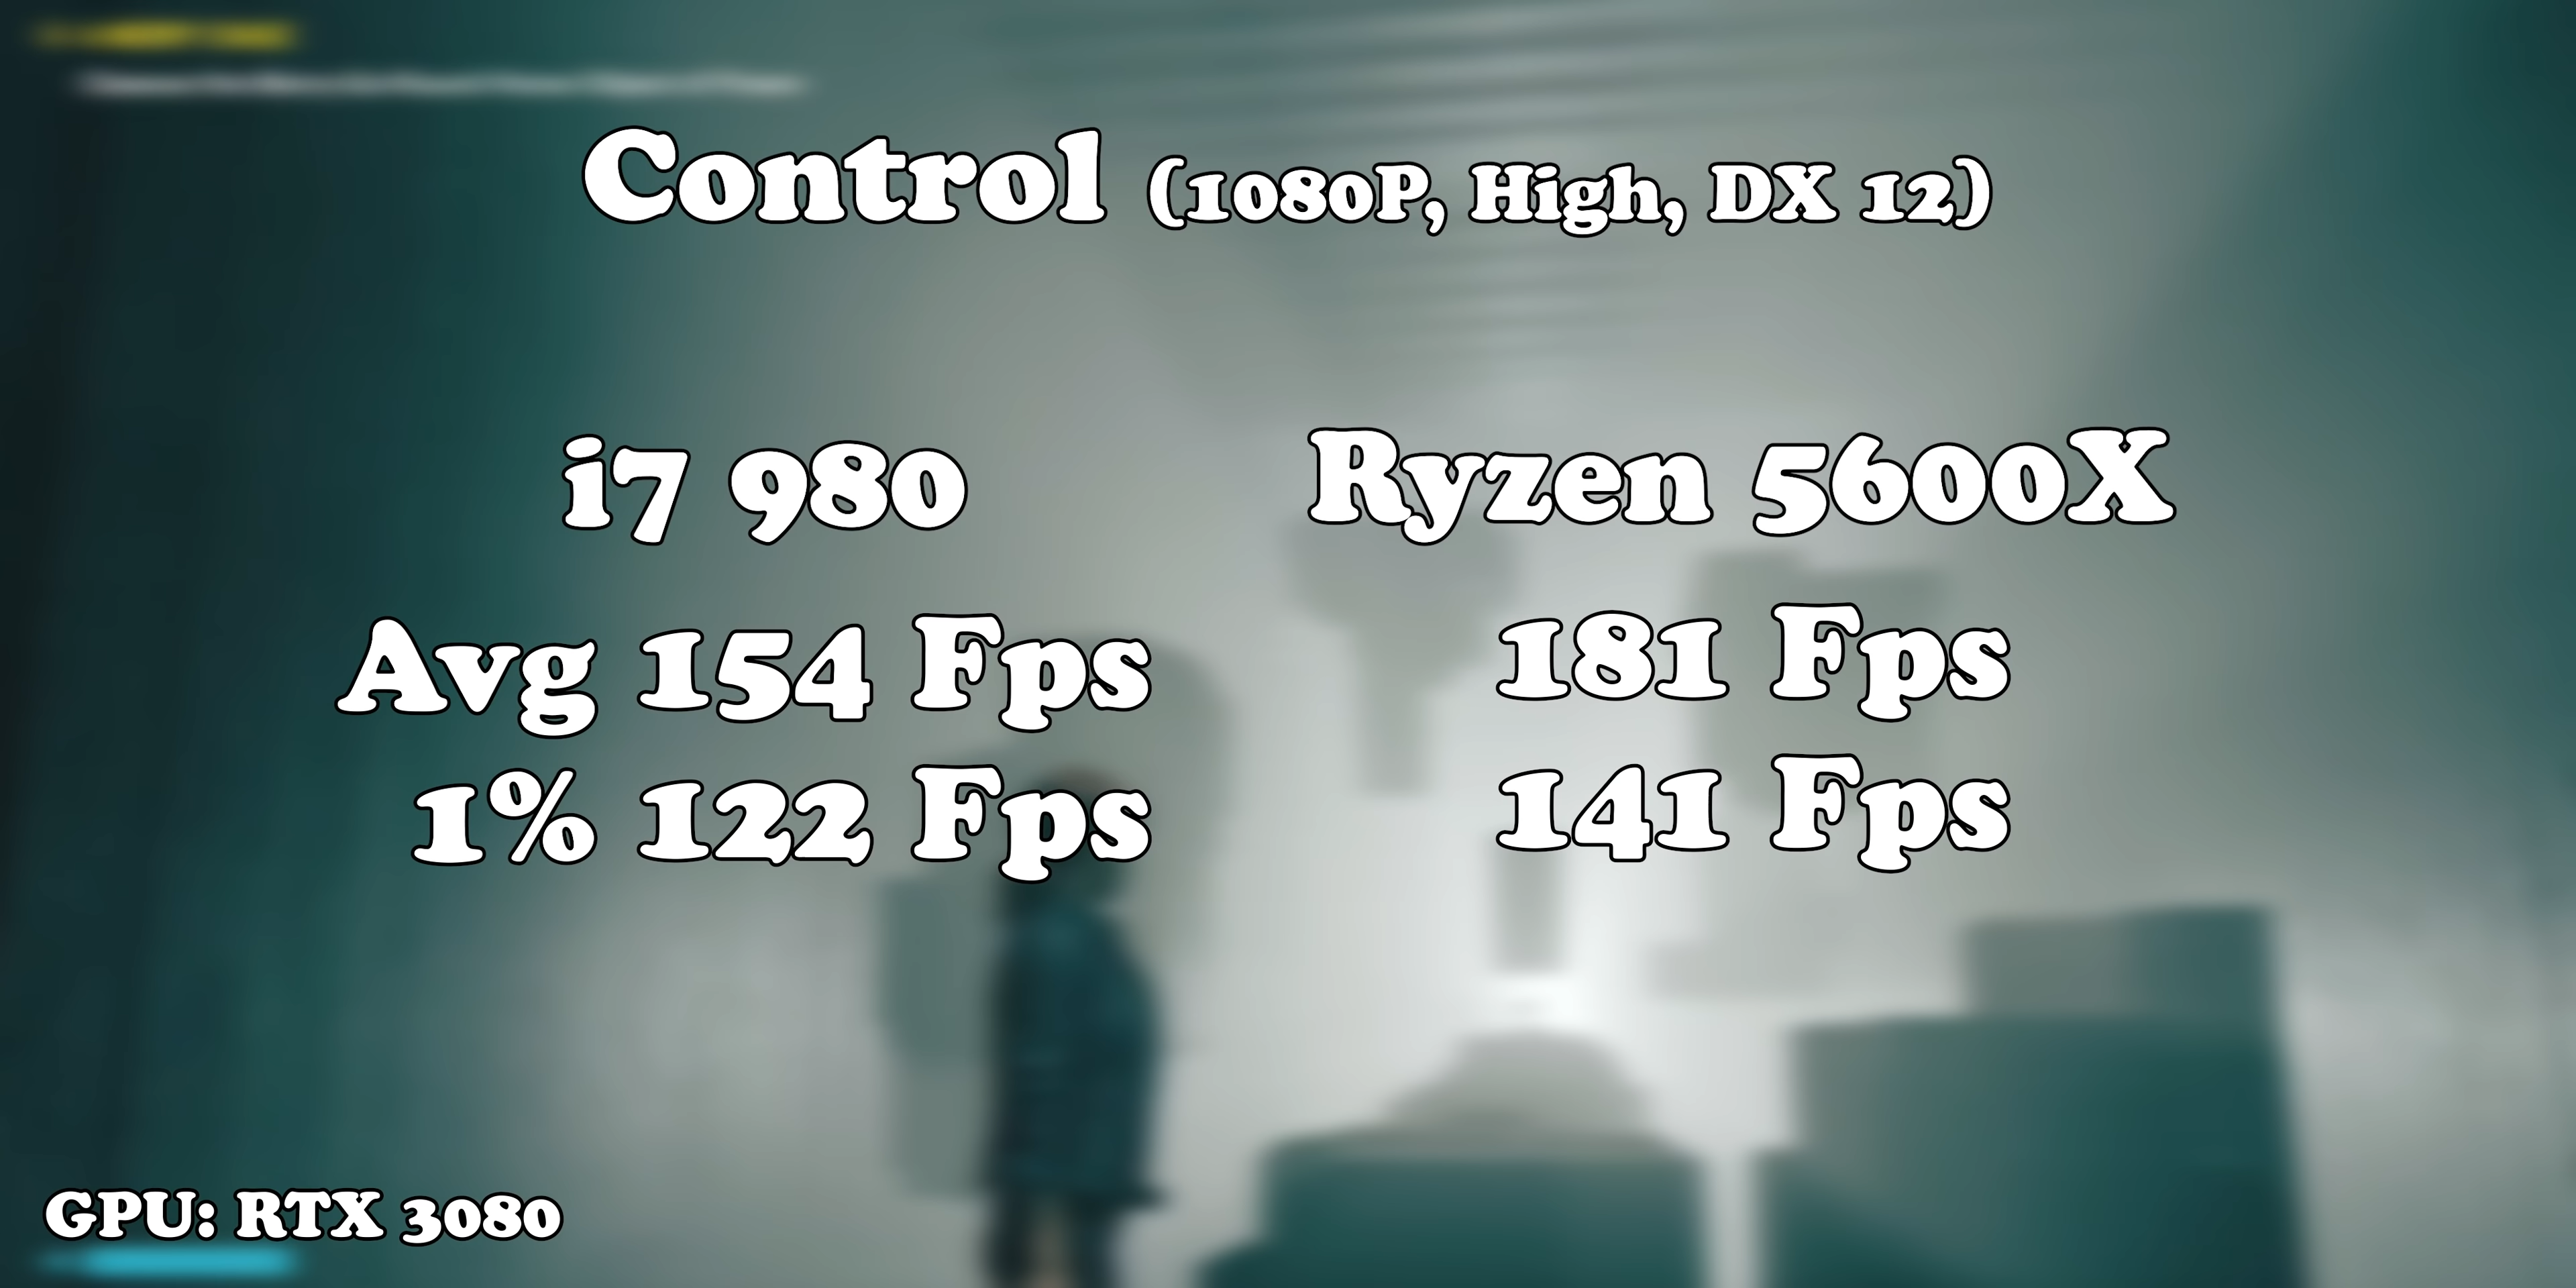 Control (1080P, High, DX 12)
i7 980 Ryzen 5600X
Avg 154 Fps 181 Fps
1% 122 Fps 141 Fps
GPU: RTX 3080